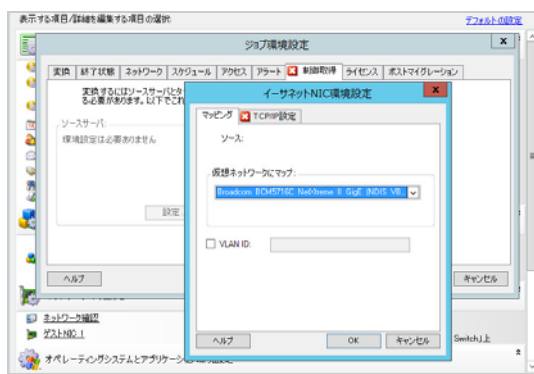 表示する項目/詳細を編集する項目の選択
デフォルトの設定
ジョブ環境設定
x
変換
終了状態
ネットワーク
スケジュール
アクセス
アラート
制御取得
ライセンス
ポストマイグレーション
変換するにはソースサーバとタ
る必要があります。以下でこれ
ソースサーバ:
環境設定は必要ありません
設定
ヘルプ
キャンセル
イーサネットNIC環境設定
x
マッピング
TCP/IP設定
ソース:
仮想ネットワークにマップ:
Broadcom BCM5716C NetXtreme II GigE (NDIS VB...
VLAN ID:
ヘルプ
OK
キャンセル
ネットワーク確認
ゲストNIC 1
Switch)上
オペレーティングシステムとアプリケーシ